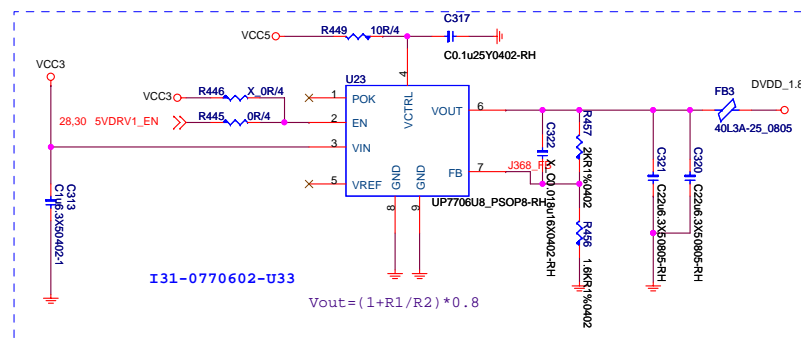 VCC5
R449
10R/4
C317
C0.1u25Y0402-RH
VCC3
VCC3
R446
X_0R/4
28,30 5VDRV1_EN
R445
0R/4
U23
1
POK
2
EN
3
VIN
5
VREF
4
VCTRL
VOUT
6
FB
7
GND
8
GND
9
UP7706U8_PSOP8-RH
C313
C1u6.3X50402-1
J368_FB
C322
X_C0.018u16X0402-RH
R457
2KR1%0402
R456
1.6KR1%0402
C321
C22u6.3X50805-RH
C320
C22u6.3X50805-RH
FB3
40L3A-25_0805
DVDD_1.8
I31-0770602-U33
Vout=(1+R1/R2)*0.8